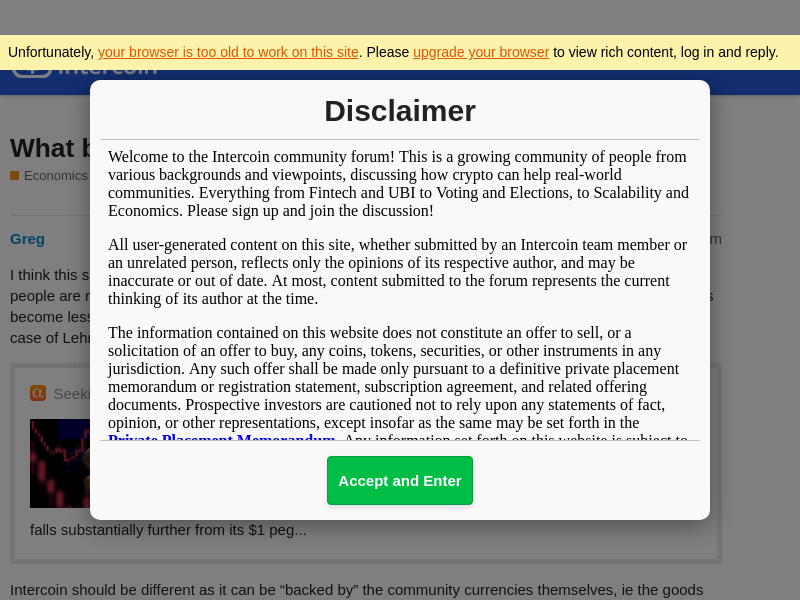 Unfortunately, your browser is too old to work on this site. Please upgrade your browser to view rich content, log in and reply.
Intercoin
Disclaimer
Welcome to the Intercoin community forum! This is a growing community of people from
various backgrounds and viewpoints, discussing how crypto can help real-world
communities. Everything from Fintech and UBI to Voting and Elections, to Scalability and
Economics. Please sign up and join the discussion!
All user-generated content on this site, whether submitted by an Intercoin team member or
an unrelated person, reflects only the opinions of its respective author, and may be
inaccurate or out of date. At most, content submitted to the forum represents the current
thinking of its author at the time.
The information contained on this website does not constitute an offer to sell, or a
solicitation of an offer to buy, any coins, tokens, securities, or other instruments in any
jurisdiction. Any such offer shall be made only pursuant to a definitive private placement
memorandum or registration statement, subscription agreement, and related offering
documents. Prospective investors are cautioned not to rely upon any statements of fact,
opinion, or other representations, except insofar as the same may be set forth in the
Private Placement Memorandum. Any information set forth on this website is subject to
Accept and Enter
What b
Economics
Greg
m
I think this s
people are r
become less
case of Lehr
Seeki
falls substantially further from its $1 peg...
Intercoin should be different as it can be “backed by” the community currencies themselves, ie the goods